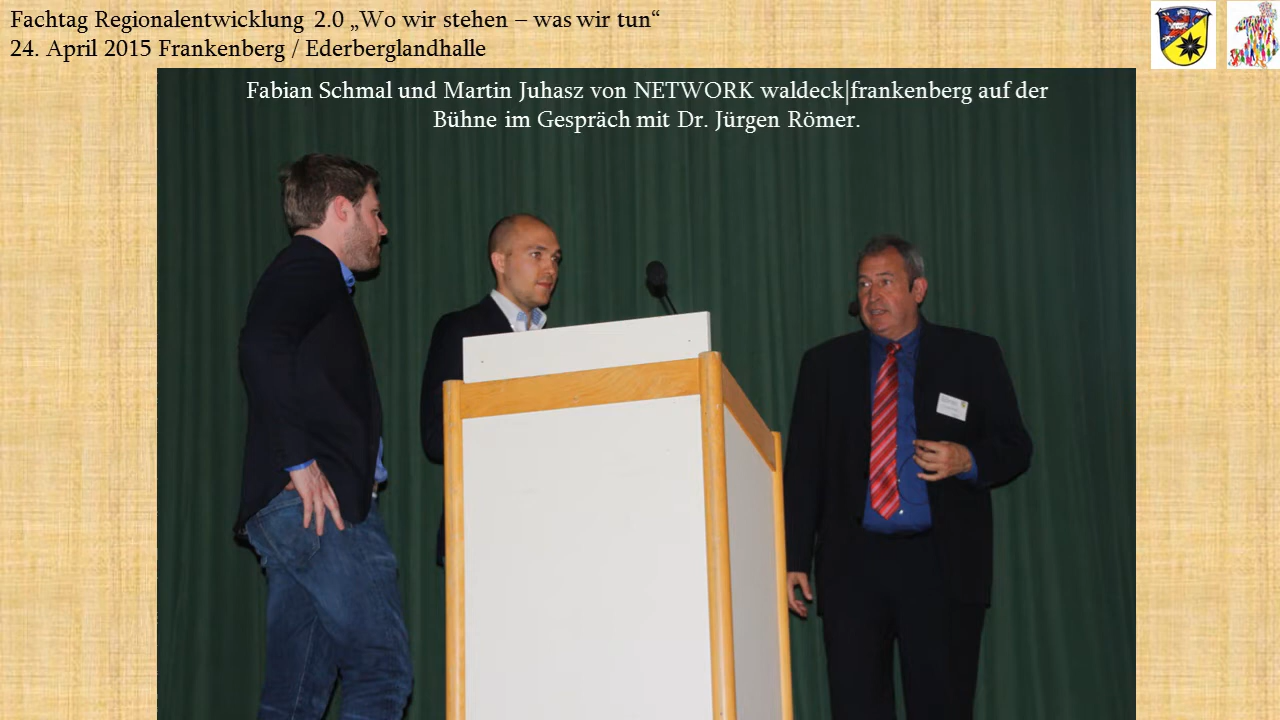 Fachtag Regionalentwicklung 2.0 „Wo wir stehen – was wir tun“
24. April 2015 Frankenberg / Ederberglandhalle
Fabian Schmal und Martin Juhasz von NETWORK waldeck|frankenberg auf der
Bühne im Gespräch mit Dr. Jürgen Römer.